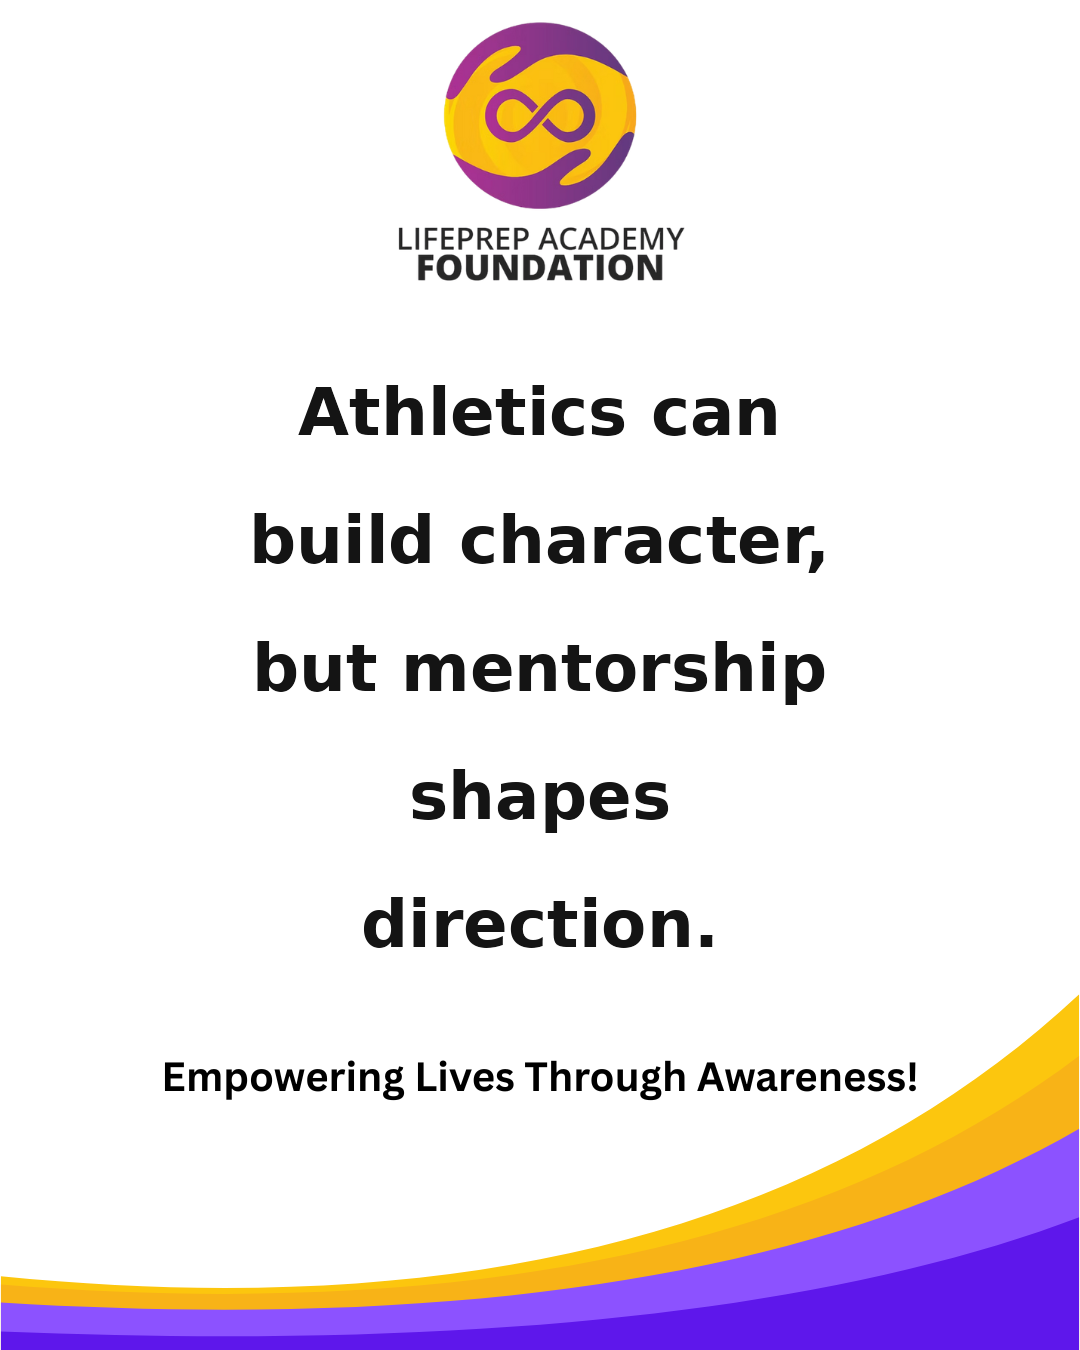 LIFEPREP ACADEMY
FOUNDATION
Athletics can
build character,
but mentorship
shapes
direction.
Empowering Lives Through Awareness!